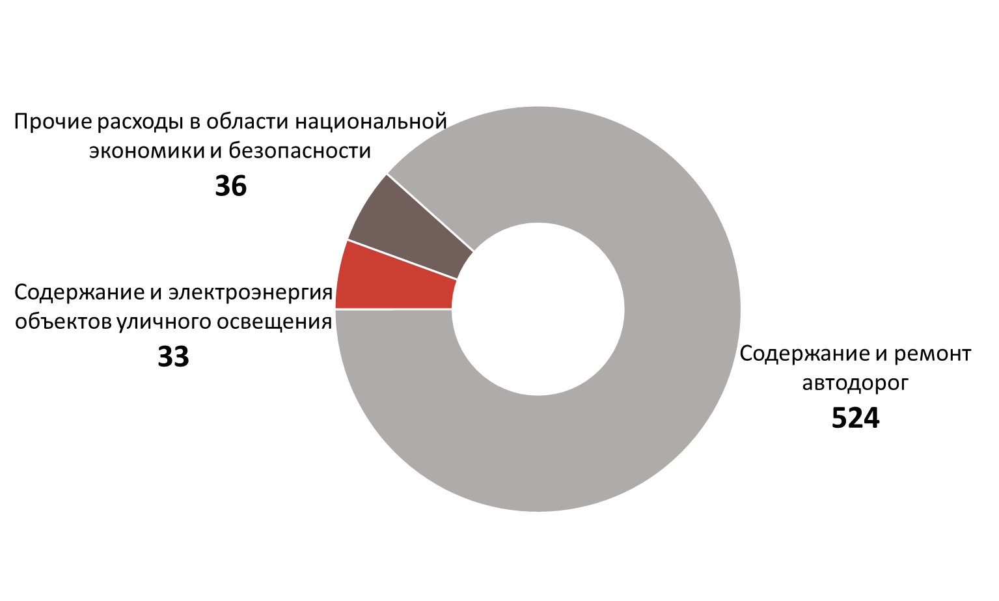 Прочие расходы в области национальной
экономики и безопасности
36
Содержание и электроэнергия
объектов уличного освещения
33
Содержание и ремонт
автодорог
524